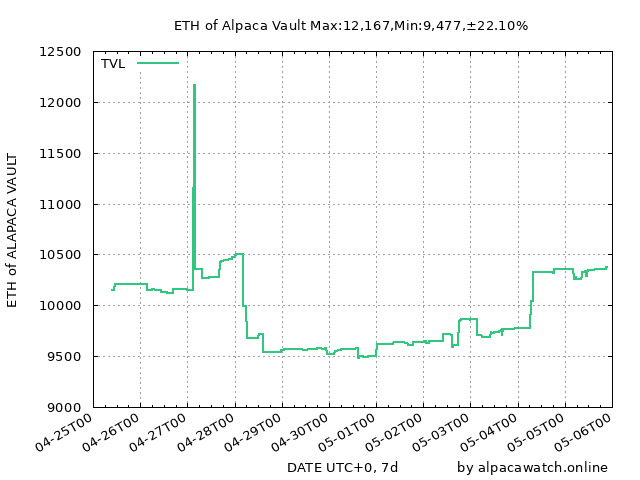 ETH of Alpaca Vault Max:12,167,Min:9,477,±22.10%
TVL
12500
12000
11500
11000
10500
10000
9500
9000
ETH of ALAPACA VAULT
04-25T00
04-26T00
04-27T00
04-28T00
04-29T00
04-30T00
05-01T00
05-02T00
05-03T00
05-04T00
05-05T00
05-06T00
DATE UTC+0, 7d
by alpacawatch.online